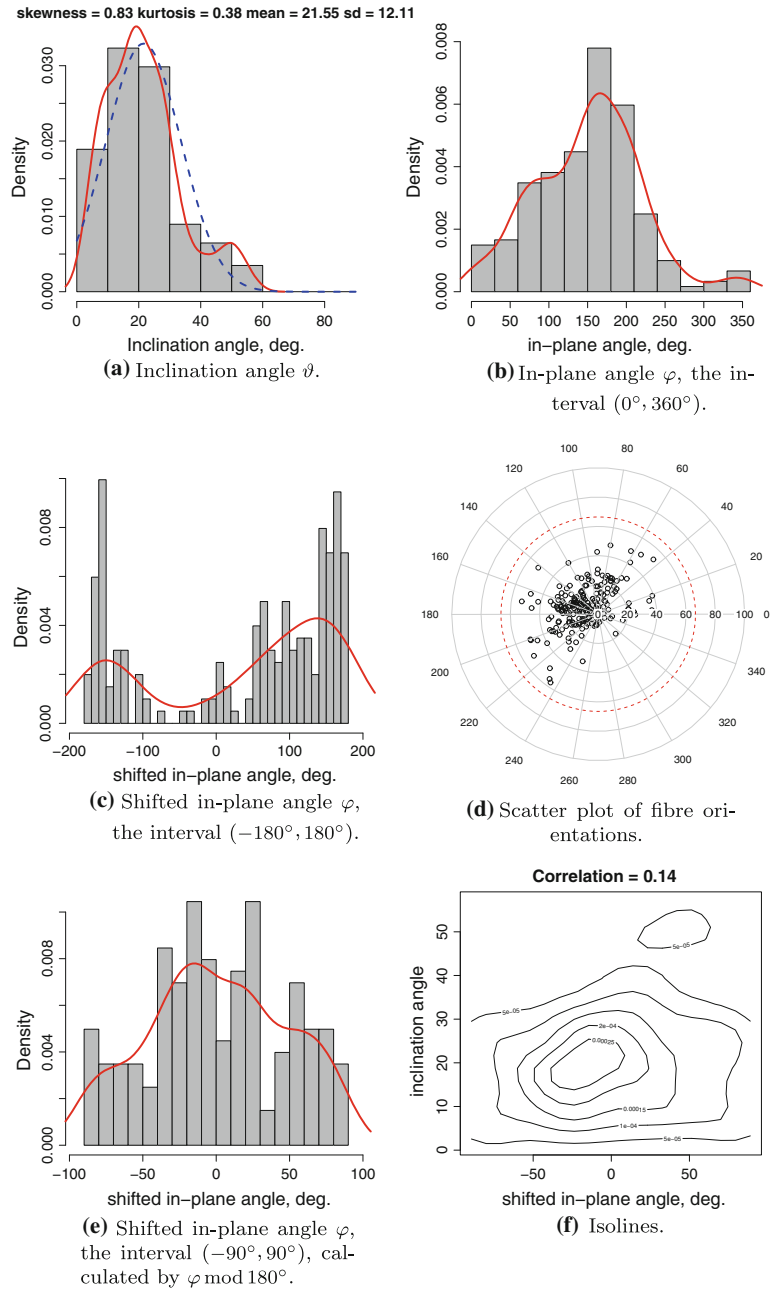 skewness = 0.83 kurtosis = 0.38 mean = 21.55 sd = 12.11
Density
0.000 0.010 0.020 0.030
0 20 40 60 80
Inclination angle, deg.
(a) Inclination angle ϑ.
Density
0.000 0.002 0.004 0.006 0.008
0 50 100 150 200 250 300 350
in−plane angle, deg.
(b) In-plane angle φ, the in-
terval (0°, 360°).
Density
0.000 0.004 0.008
−200 −100 0 100 200
shifted in−plane angle, deg.
(c) Shifted in-plane angle φ,
the interval (−180°, 180°).
100 80
120 60
140 40
160 20
180 0 20 40 60 80 100 0
200 340
220 320
240 300
260 280
(d) Scatter plot of fibre ori-
entations.
Density
0.000 0.004 0.008
−100 −50 0 50 100
shifted in−plane angle, deg.
(e) Shifted in-plane angle φ,
the interval (−90°, 90°), cal-
culated by φ mod 180°.
Correlation = 0.14
inclination angle
0 10 20 30 40 50
5e−05
5e−05
2e−04
0.00025
0.00015
1e−04
5e−05
−50 0 50
shifted in−plane angle, deg.
(f) Isolines.